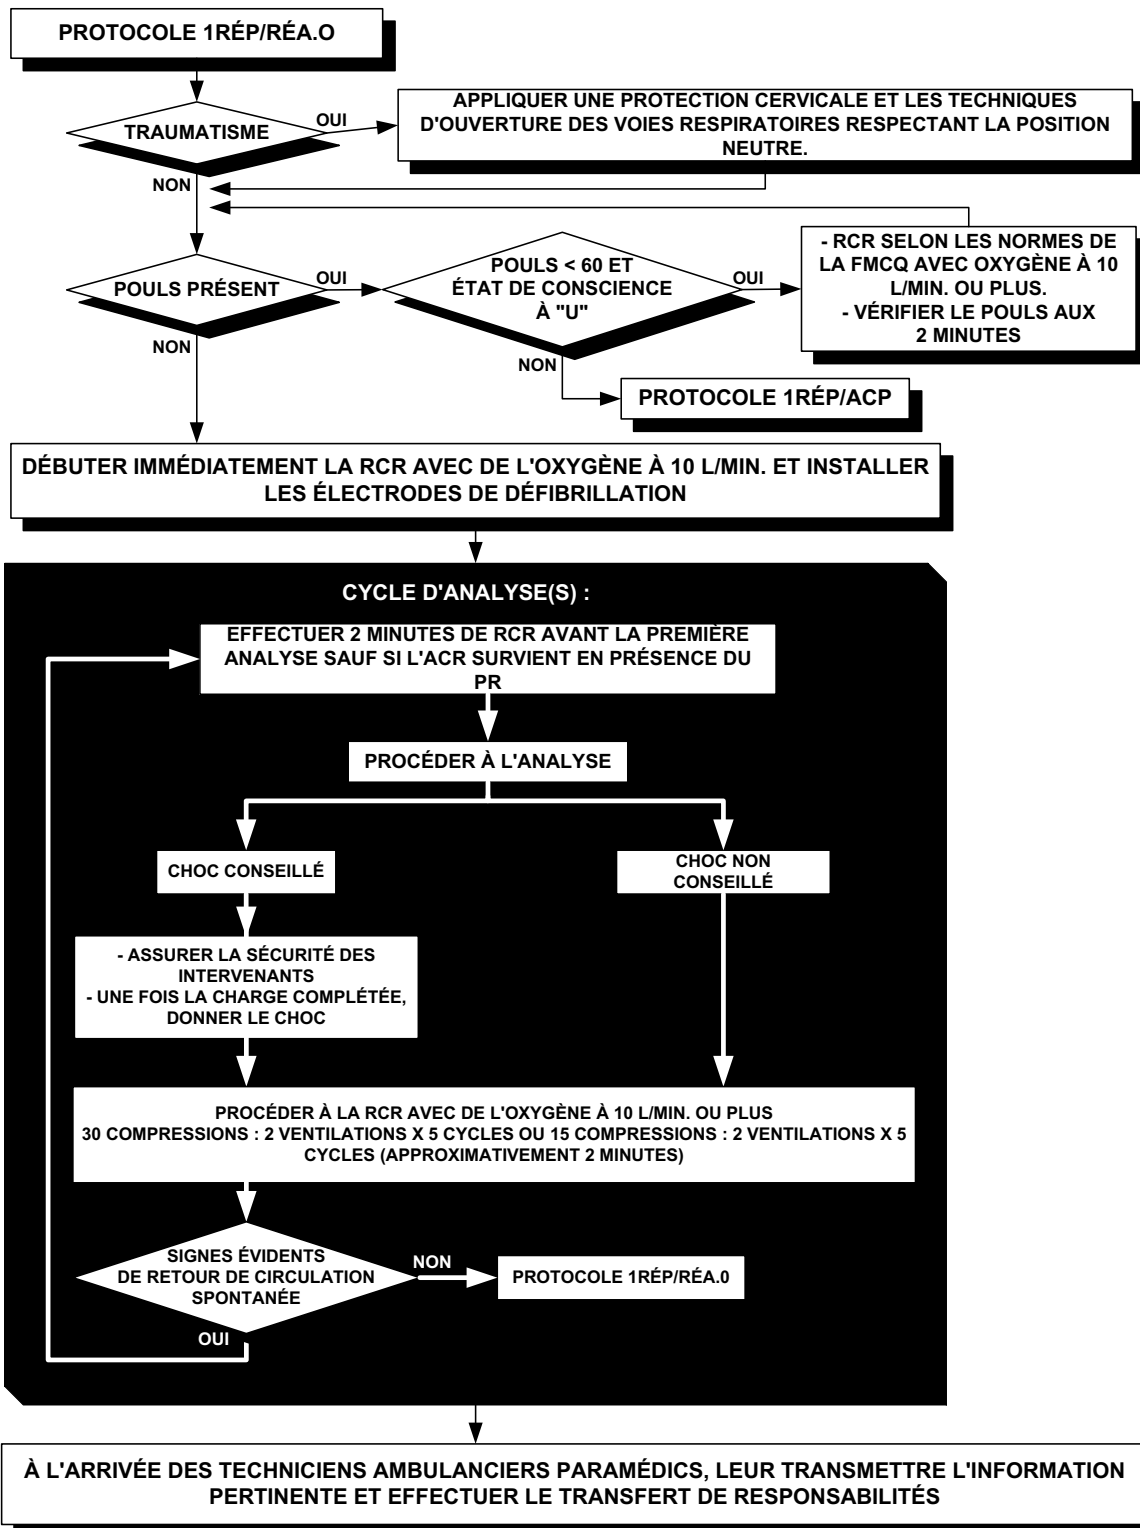 PROTOCOLE 1RÉP/RÉA.O
TRAUMATISME
OUI
APPLIQUER UNE PROTECTION CERVICALE ET LES TECHNIQUES
D'OUVERTURE DES VOIES RESPIRATOIRES RESPECTANT LA POSITION
NEUTRE.
NON
POULS PRÉSENT
OUI
POULS < 60 ET
ÉTAT DE CONSCIENCE
À "U"
OUI
- RCR SELON LES NORMES DE
LA FMCQ AVEC OXYGÈNE À 10
L/MIN. OU PLUS.
- VÉRIFIER LE POULS AUX
2 MINUTES
NON
NON
PROTOCOLE 1RÉP/ACP
DÉBUTER IMMÉDIATEMENT LA RCR AVEC DE L'OXYGÈNE À 10 L/MIN. ET INSTALLER
LES ÉLECTRODES DE DÉFIBRILLATION
CYCLE D'ANALYSE(S) :
EFFECTUER 2 MINUTES DE RCR AVANT LA PREMIÈRE
ANALYSE SAUF SI L'ACR SURVIENT EN PRÉSENCE DU
PR
PROCÉDER À L'ANALYSE
CHOC CONSEILLÉ
CHOC NON
CONSEILLÉ
- ASSURER LA SÉCURITÉ DES
INTERVENANTS
- UNE FOIS LA CHARGE COMPLÉTÉE,
DONNER LE CHOC
PROCÉDER À LA RCR AVEC DE L'OXYGÈNE À 10 L/MIN. OU PLUS
30 COMPRESSIONS : 2 VENTILATIONS X 5 CYCLES OU 15 COMPRESSIONS : 2 VENTILATIONS X 5
CYCLES (APPROXIMATIVEMENT 2 MINUTES)
SIGNES ÉVIDENTS
DE RETOUR DE CIRCULATION
SPONTANÉE
NON
PROTOCOLE 1RÉP/RÉA.0
OUI
À L'ARRIVÉE DES TECHNICIENS AMBULANCIERS PARAMÉDICS, LEUR TRANSMETTRE L'INFORMATION
PERTINENTE ET EFFECTUER LE TRANSFERT DE RESPONSABILITÉS